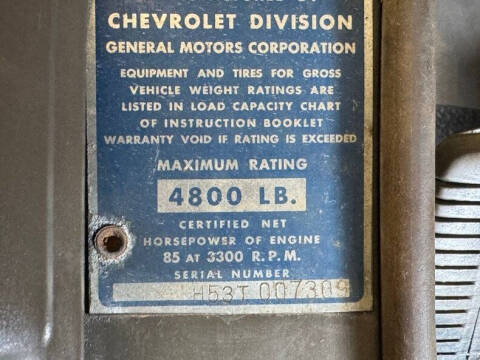 CHEVROLET DIVISION
GENERAL MOTORS CORPORATION
EQUIPMENT AND TIRES FOR GROSS
VEHICLE WEIGHT RATINGS ARE
LISTED IN LOAD CAPACITY CHART
OF INSTRUCTION BOOKLET
WARRANTY VOID IF RATING IS EXCEEDED
MAXIMUM RATING
4800 LB.
CERTIFIED NET
HORSEPOWER OF ENGINE
85 AT 3300 R.P.M.
SERIAL NUMBER
H53T 007309